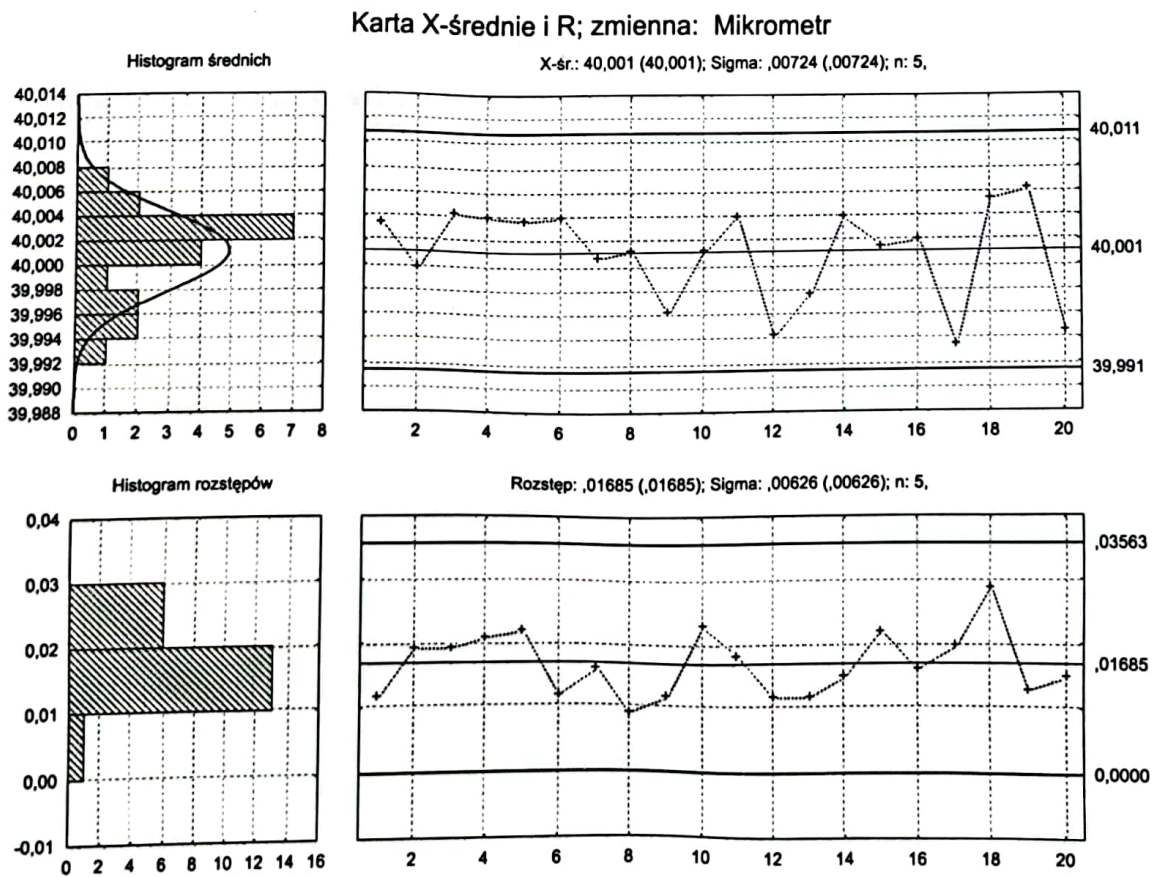 Karta X-średnie i R; zmienna: Mikrometr
Histogram średnich
X-śr.: 40,001 (40,001); Sigma: ,00724 (,00724); n: 5,
40,014
40,012
40,010
40,008
40,006
40,004
40,002
40,000
39,998
39,996
39,994
39,992
39,990
39,988
0 1 2 3 4 5 6 7 8
40,011
40,001
39,991
2 4 6 8 10 12 14 16 18 20
Histogram rozstępów
Rozstęp: ,01685 (,01685); Sigma: ,00626 (,00626); n: 5,
0,04
0,03
0,02
0,01
0,00
-0,01
0 2 4 6 8 10 12 14 16
,03563
,01685
0,0000
2 4 6 8 10 12 14 16 18 20